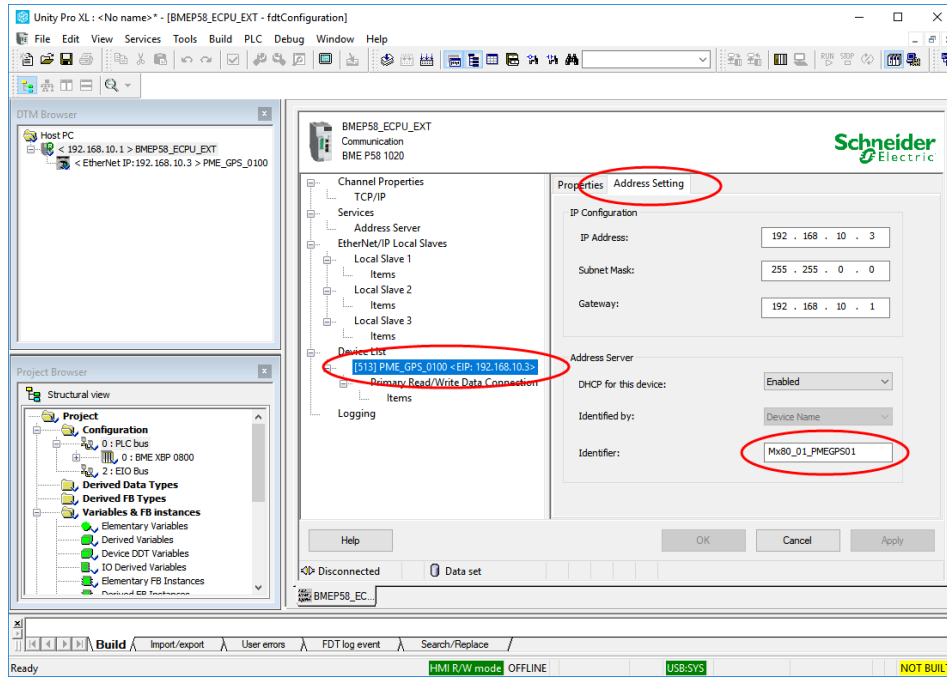 Unity Pro XL : <No name>* - [BMEP58_ECPU_EXT - fdtConfiguration]
File Edit View Services Tools Build PLC Debug Window Help
RUN STOP
DTM Browser
Host PC
< 192.168.10.1 > BMEP58_ECPU_EXT
< EtherNet IP:192.168.10.3 > PME_GPS_0100
Project Browser
Structural view
Project
Configuration
0 : PLC bus
0 : BME XBP 0800
2 : EIO Bus
Derived Data Types
Derived FB Types
Variables & FB instances
Elementary Variables
Derived Variables
Device DDT Variables
IO Derived Variables
Elementary FB Instances
Derived FB Instances
BMEP58_ECPU_EXT
Communication
BME P58 1020
Schneider
Electric
Channel Properties
TCP/IP
Services
Address Server
EtherNet/IP Local Slaves
Local Slave 1
Items
Local Slave 2
Items
Local Slave 3
Items
Device List
[513] PME_GPS_0100 <EIP: 192.168.10.3>
Primary Read/Write Data Connection
Items
Logging
Properties Address Setting
IP Configuration
IP Address: 192 . 168 . 10 . 3
Subnet Mask: 255 . 255 . 0 . 0
Gateway: 192 . 168 . 10 . 1
Address Server
DHCP for this device: Enabled
Identified by: Device Name
Identifier: Mx80_01_PMEGPS01
Help OK Cancel Apply
Disconnected Data set
BMEP58_EC...
Build Import/export User errors FDT log event Search/Replace
Ready HMI R/W mode OFFLINE USB:SYS NOT BUIL